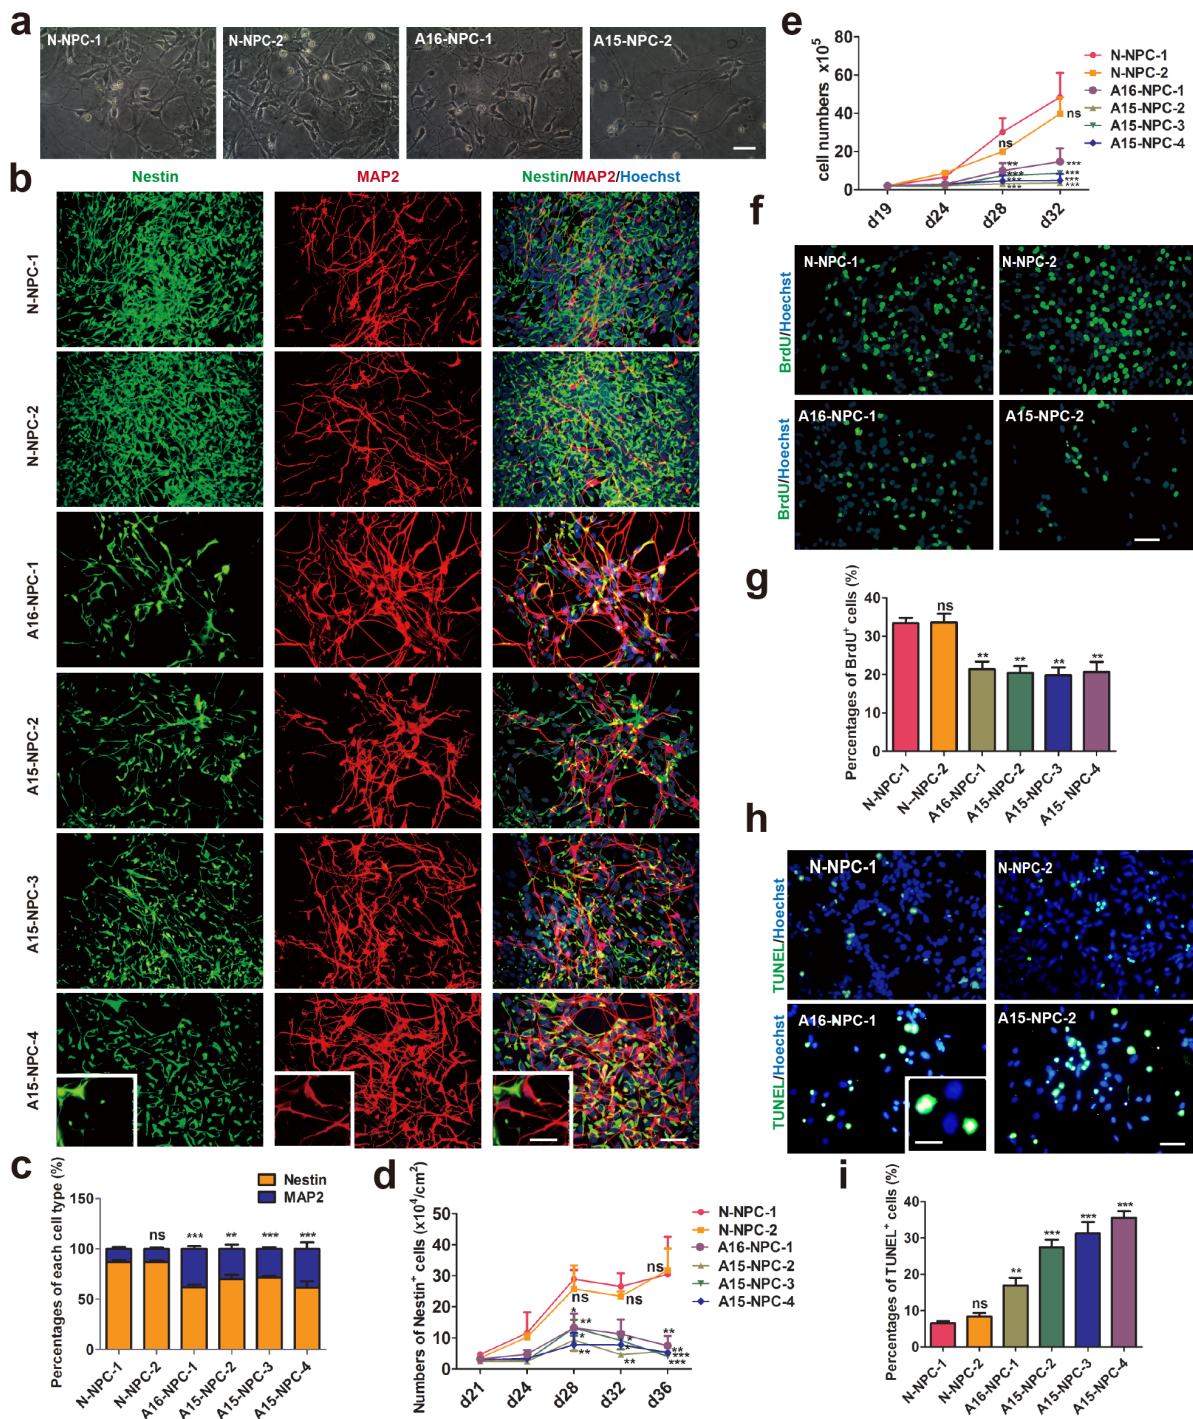 a
N-NPC-1
N-NPC-2
A16-NPC-1
A15-NPC-2
b
Nestin
MAP2
Nestin/MAP2/Hoechst
N-NPC-1
N-NPC-2
A16-NPC-1
A15-NPC-2
A15-NPC-3
A15-NPC-4
c
Percentages of each cell type (%)
150
100
50
0
Nestin
MAP2
ns
***
**
***
***
N-NPC-1
N-NPC-2
A16-NPC-1
A15-NPC-2
A15-NPC-3
A15-NPC-4
d
Numbers of Nestin⁺ cells (x10⁴/cm²)
50
40
30
20
10
0
ns
ns
ns
*
**
*
**
*
*
**
**
**
***
***
d21
d24
d28
d32
d36
N-NPC-1
N-NPC-2
A16-NPC-1
A15-NPC-2
A15-NPC-3
A15-NPC-4
e
cell numbers x10⁵
80
60
40
20
0
ns
ns
**
***
***
***
***
***
***
***
d19
d24
d28
d32
N-NPC-1
N-NPC-2
A16-NPC-1
A15-NPC-2
A15-NPC-3
A15-NPC-4
f
BrdU/Hoechst
N-NPC-1
N-NPC-2
BrdU/Hoechst
A16-NPC-1
A15-NPC-2
g
Percentages of BrdU⁺ cells (%)
40
30
20
10
0
ns
**
**
**
**
N-NPC-1
N--NPC-2
A16-NPC-1
A15-NPC-2
A15-NPC-3
A15- NPC-4
h
TUNEL/Hoechst
N-NPC-1
N-NPC-2
TUNEL/Hoechst
A16-NPC-1
A15-NPC-2
i
Percentages of TUNEL⁺ cells (%)
40
30
20
10
0
ns
**
***
***
***
N-NPC-1
N-NPC-2
A16-NPC-1
A15-NPC-2
A15-NPC-3
A15-NPC-4